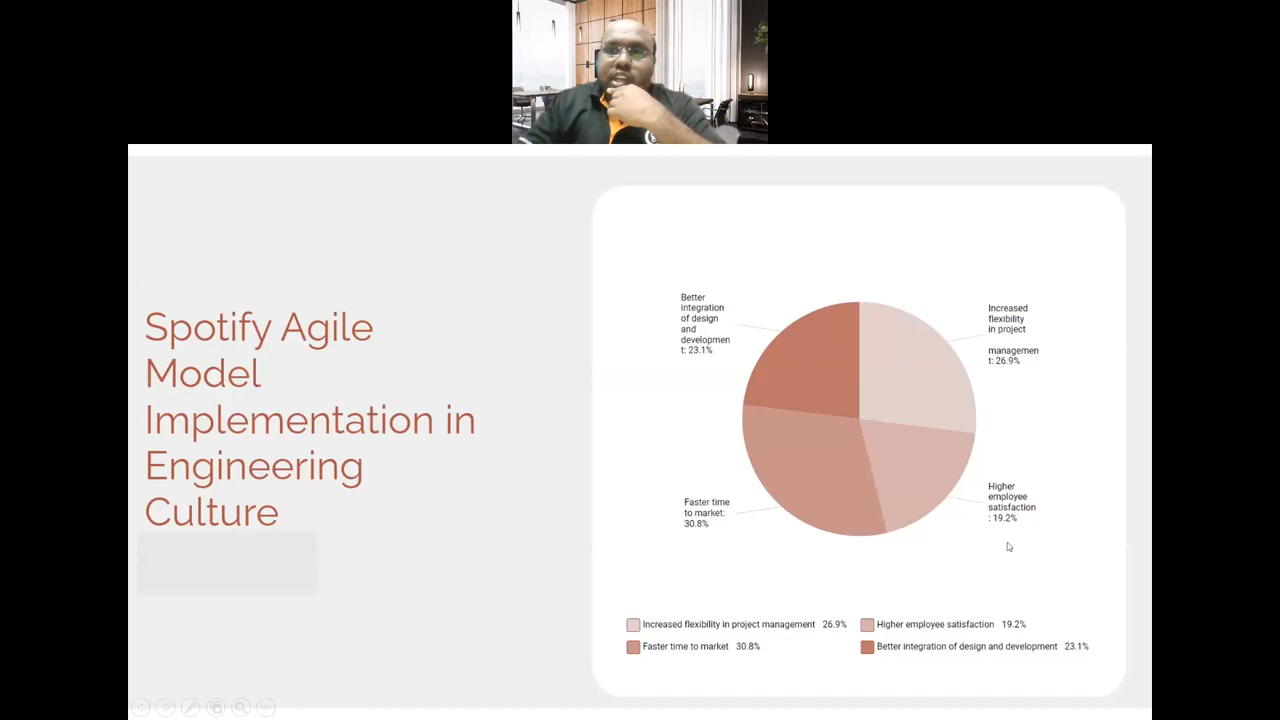 Spotify Agile
Model
Implementation in
Engineering
Culture
Better
integration
of design
and
developmen
t: 23.1%
Increased
flexibility
in project
managemen
t: 26.9%
Faster time
to market:
30.8%
Higher
employee
satisfaction
: 19.2%
Increased flexibility in project management 26.9%
Higher employee satisfaction 19.2%
Faster time to market 30.8%
Better integration of design and development 23.1%